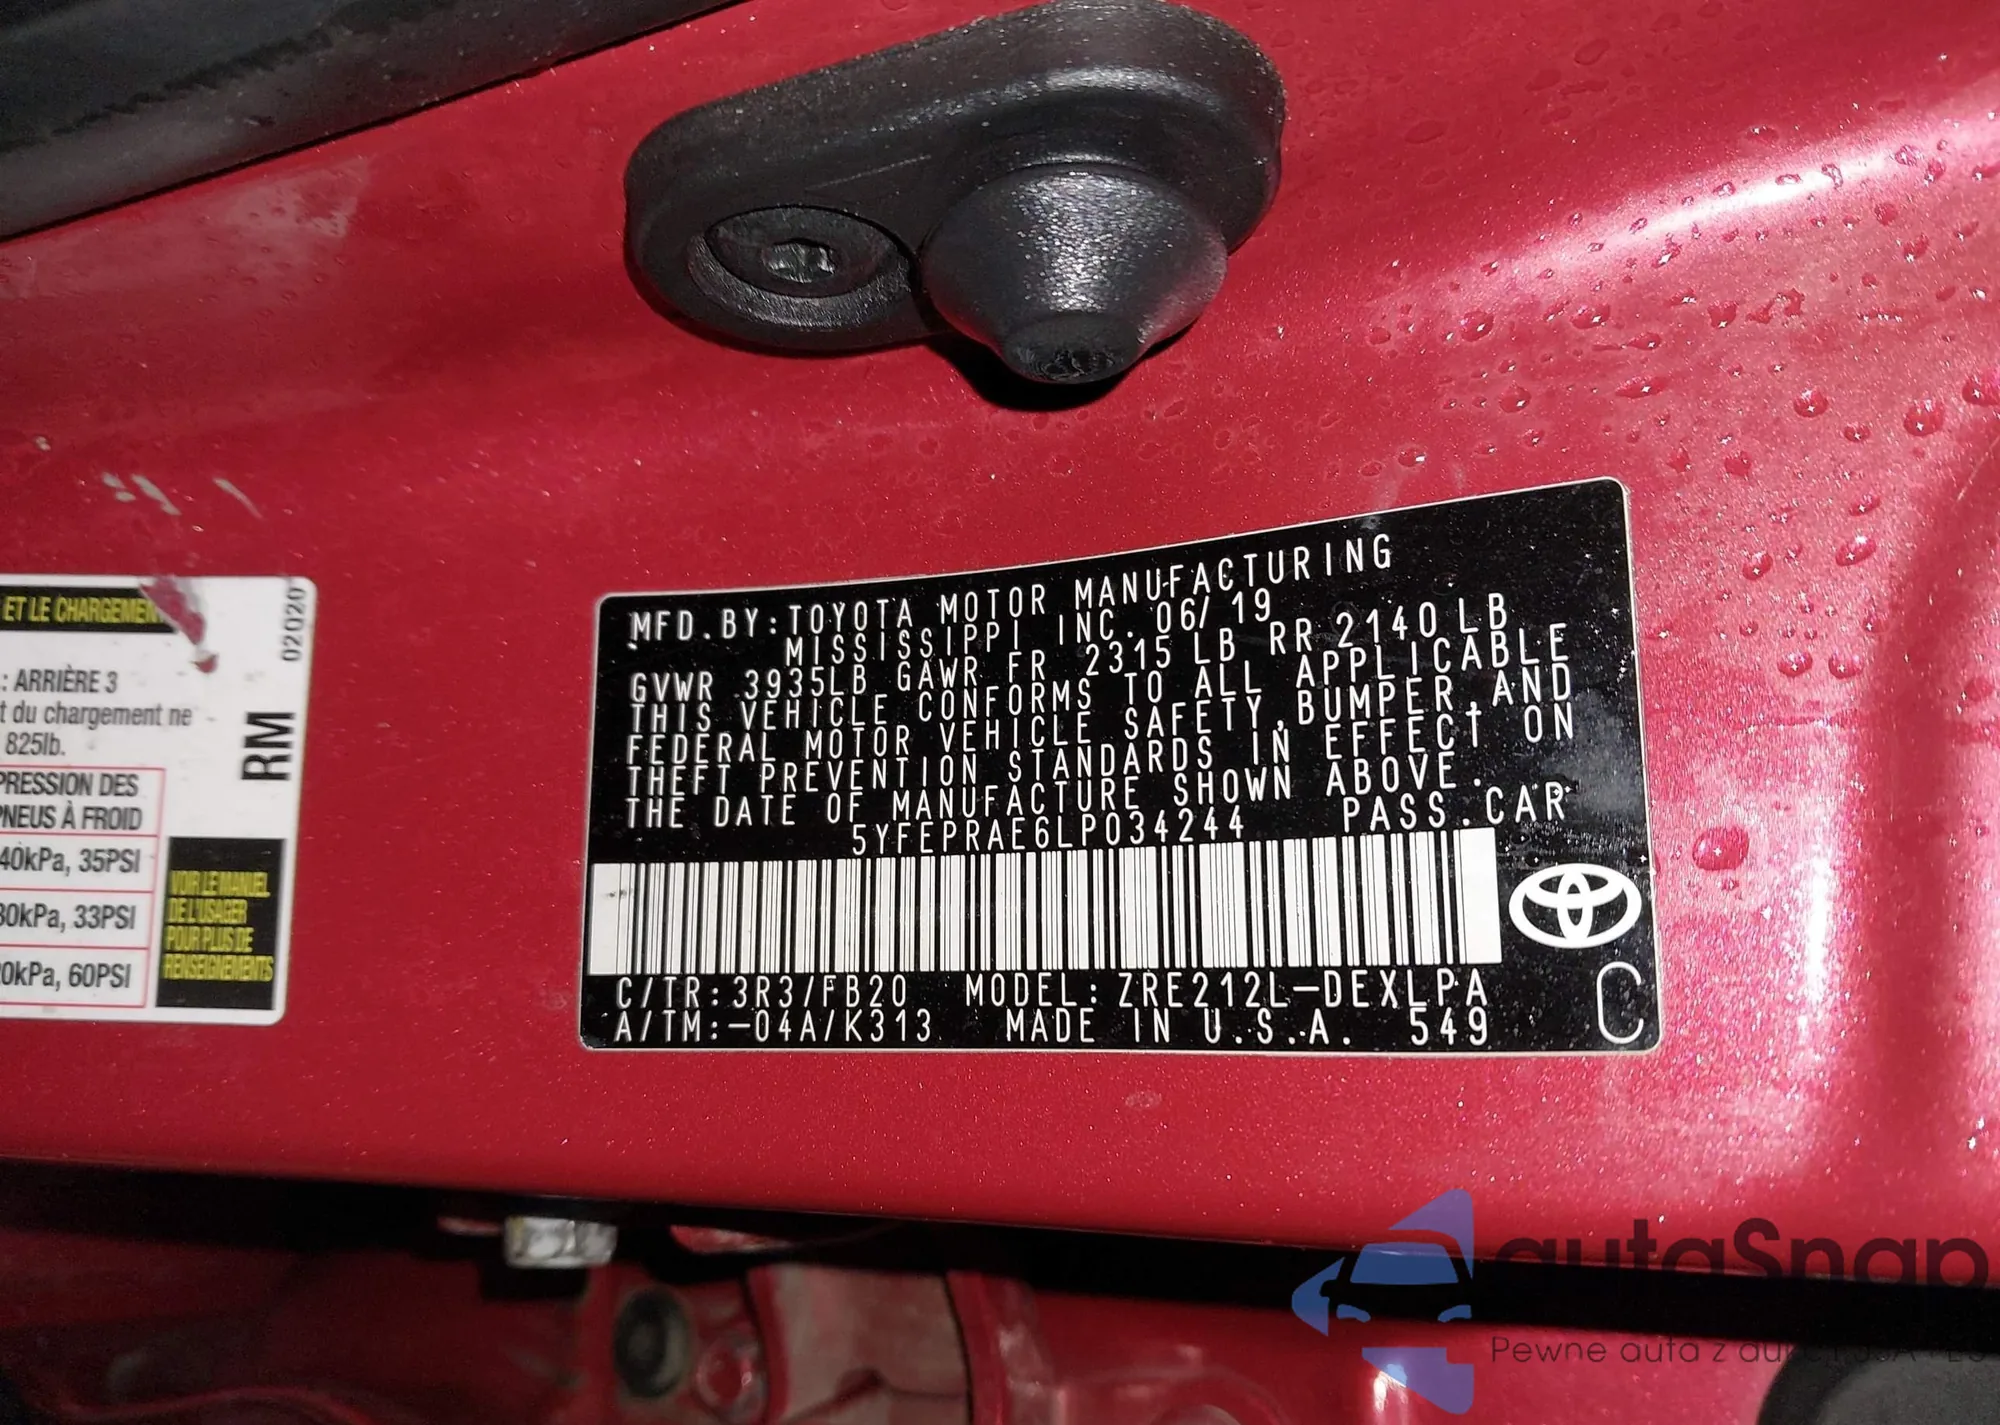 ET LE CHARGEMEN
02020
: ARRIÈRE 3
t du chargement ne
825lb.
RM
PRESSION DES
PNEUS À FROID
40kPa, 35PSI
30kPa, 33PSI
20kPa, 60PSI
VOIR LE MANUEL
DE L'USAGER
POUR PLUS DE
RENSEIGNEMENTS
MFD.BY:TOYOTA MOTOR MANUFACTURING
MISSISSIPPI INC. 06/19
GVWR 3935LB GAWR FR 2315 LB RR 2140 LB
THIS VEHICLE CONFORMS TO ALL APPLICABLE
FEDERAL MOTOR VEHICLE SAFETY,BUMPER,AND
THEFT PREVENTION STANDARDS IN EFFECT ON
THE DATE OF MANUFACTURE SHOWN ABOVE.
5YFEPRAE6LP034244 PASS.CAR
C/TR:3R3/FB20 MODEL:ZRE212L-DEXLPA
A/TM:-04A/K313 MADE IN U.S.A. 549
C
autaSnap
Pewne auta z